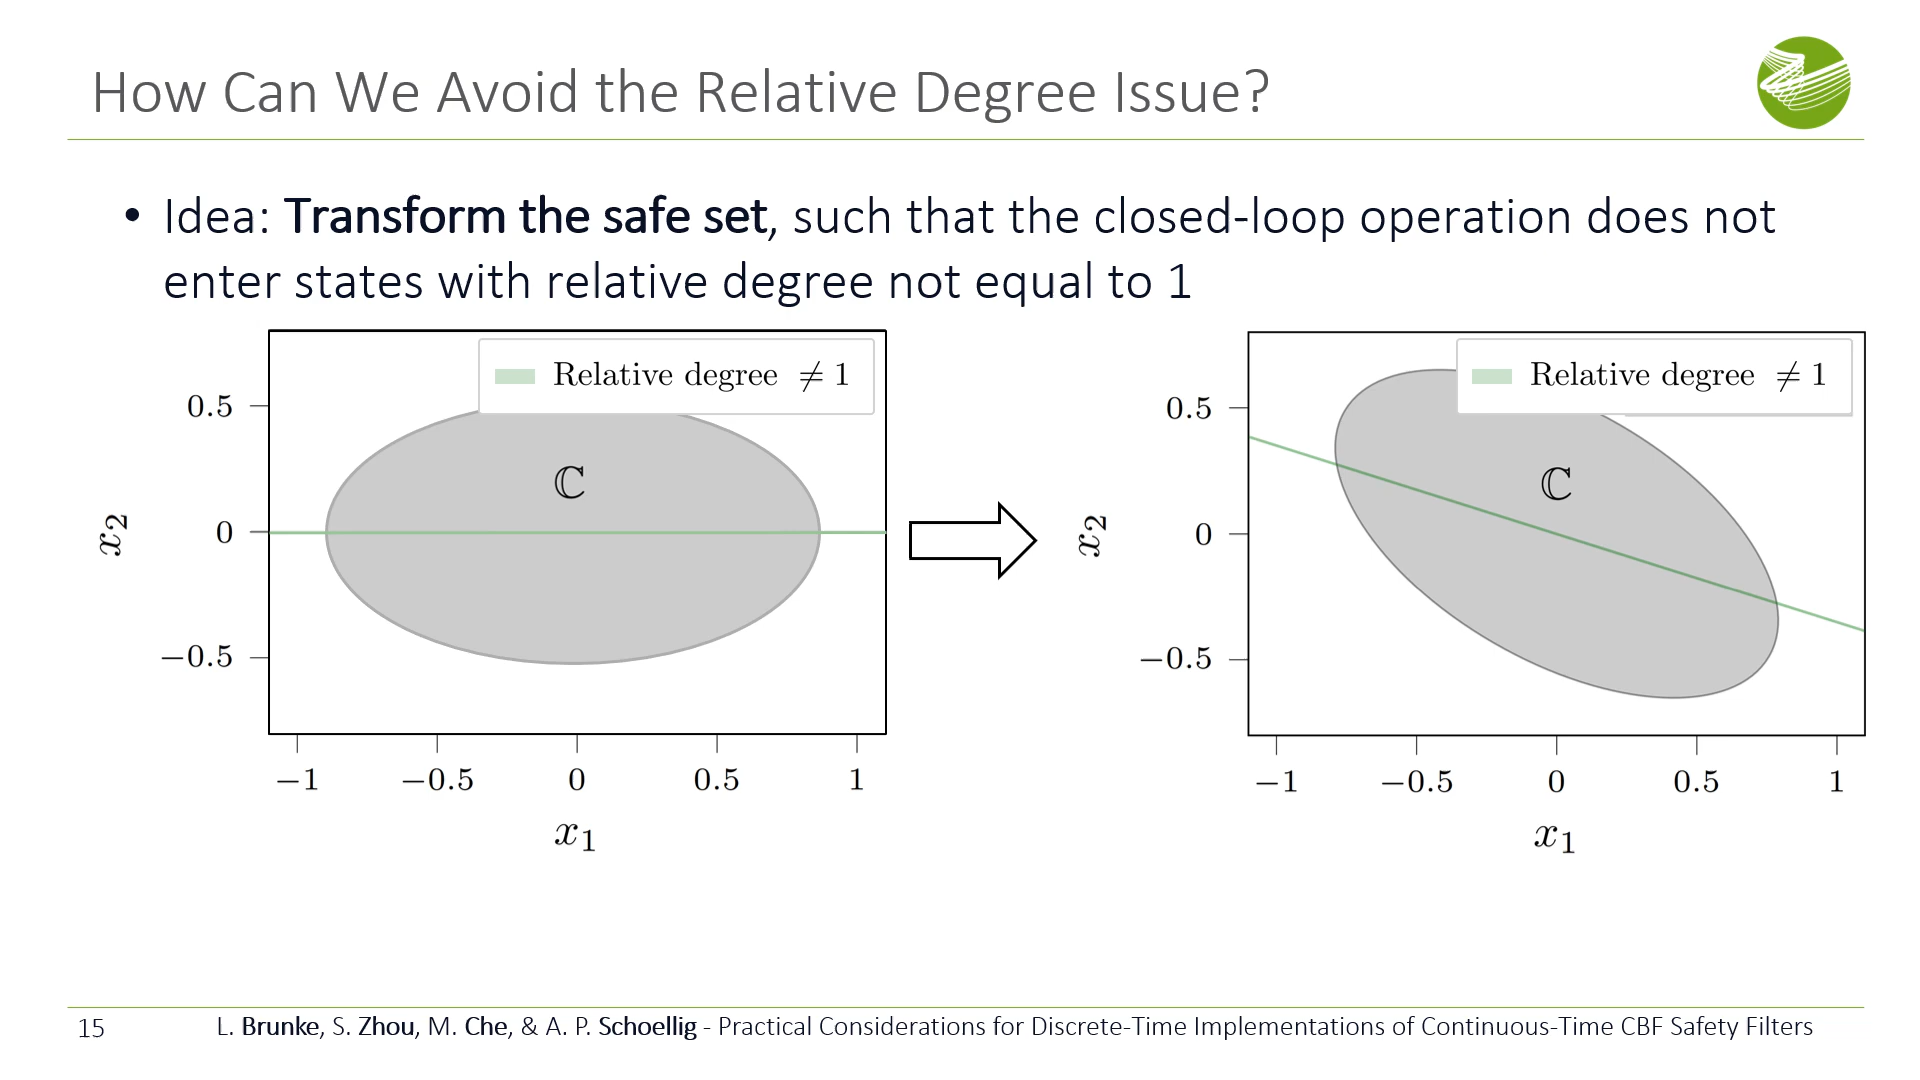 How Can We Avoid the Relative Degree Issue?
• Idea: Transform the safe set, such that the closed-loop operation does not
enter states with relative degree not equal to 1
Relative degree ≠ 1
0.5
0
−0.5
x₂
ℂ
−1 −0.5 0 0.5 1
x₁
Relative degree ≠ 1
0.5
0
−0.5
x₂
ℂ
−1 −0.5 0 0.5 1
x₁
15
L. Brunke, S. Zhou, M. Che, & A. P. Schoellig - Practical Considerations for Discrete-Time Implementations of Continuous-Time CBF Safety Filters